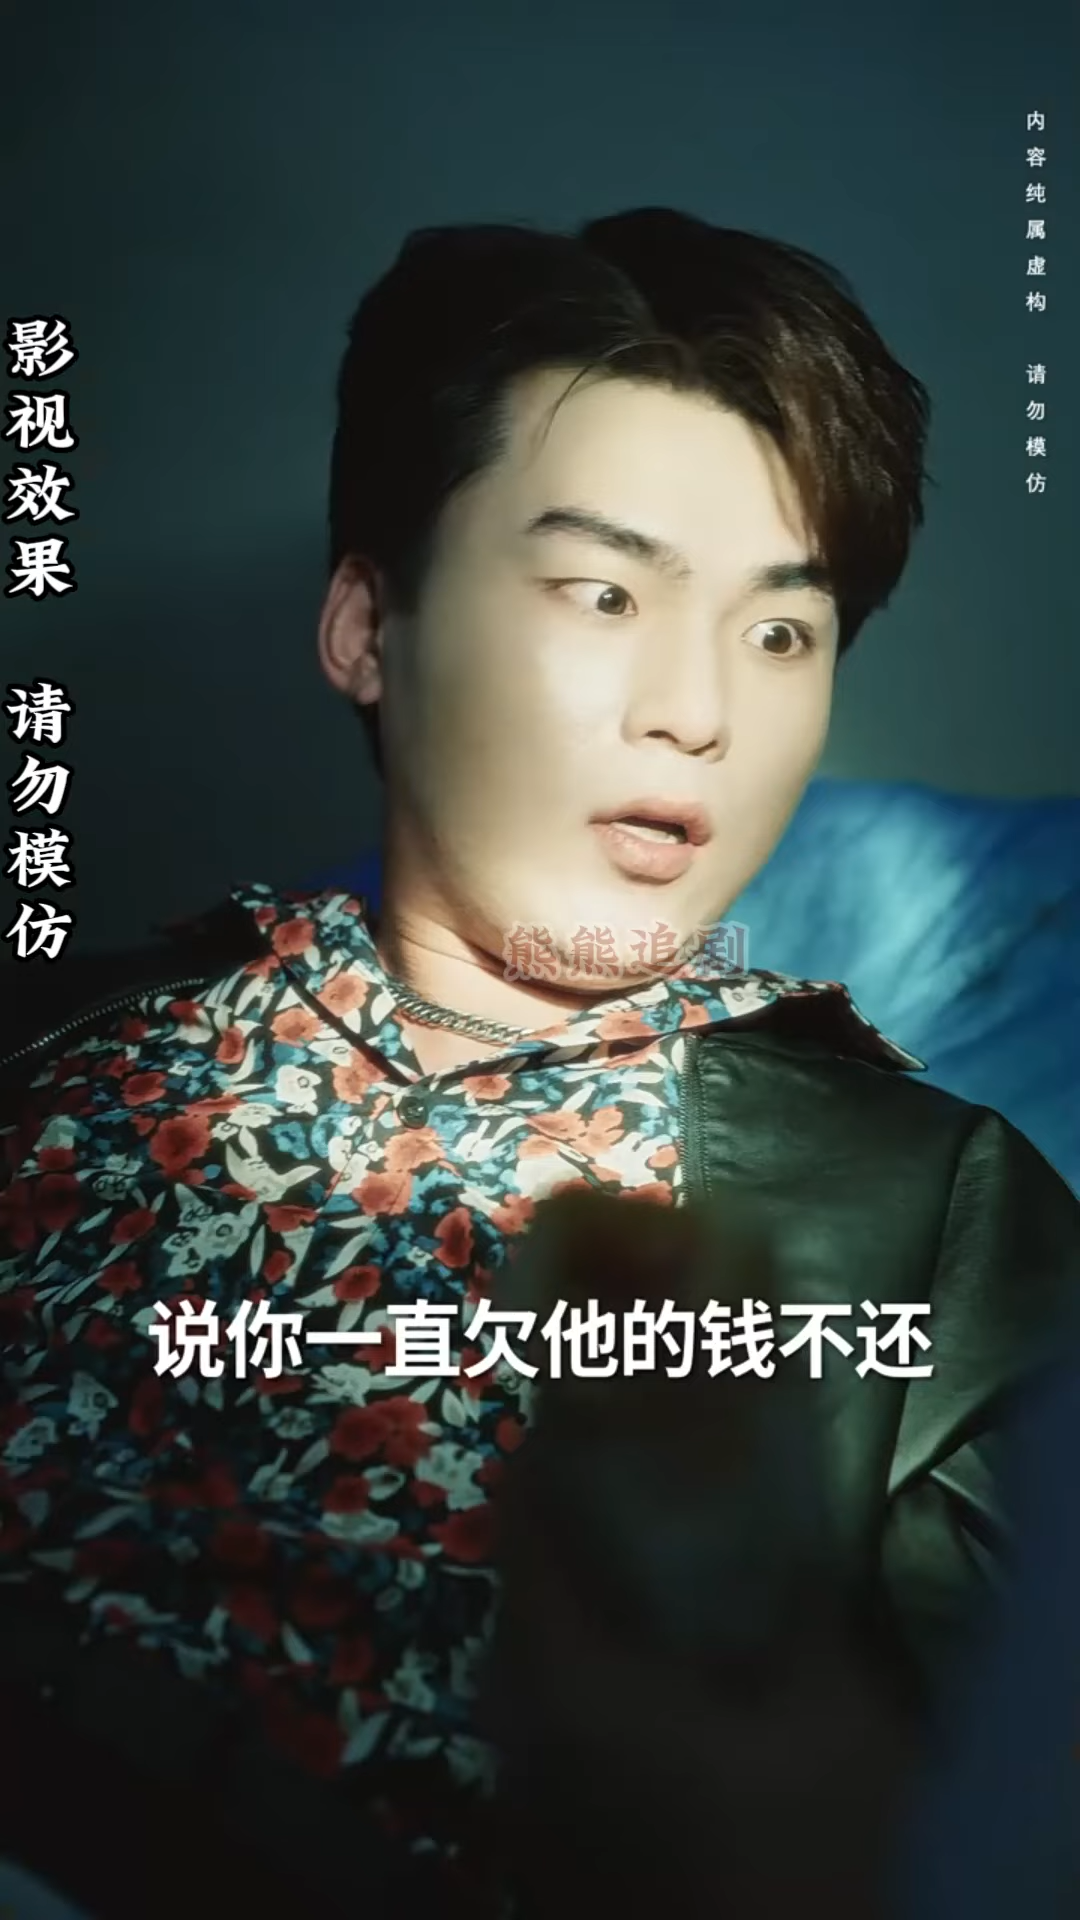 内容纯属虚构 请勿模仿
影视效果 请勿模仿
熊熊追剧
说你一直欠他的钱不还